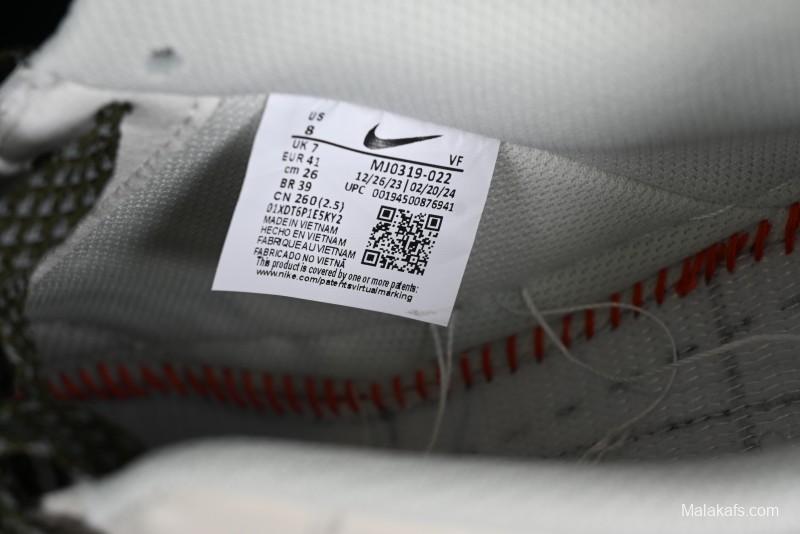 US
8
UK 7
EUR 41
cm 26
BR 39
CN 260(2.5)
01XDT6P1ESKY2
MADE IN VIETNAM
HECHO EN VIETNAM
FABRIQUE AU VIETNAM
FABRICADO NO VIETNÃ
This product is covered by one or more patents:
www.nike.com/patentsvirtualmarking
VF
MJ0319-022
12/26/23 | 02/20/24
UPC 00194500876941
Malakafs.com